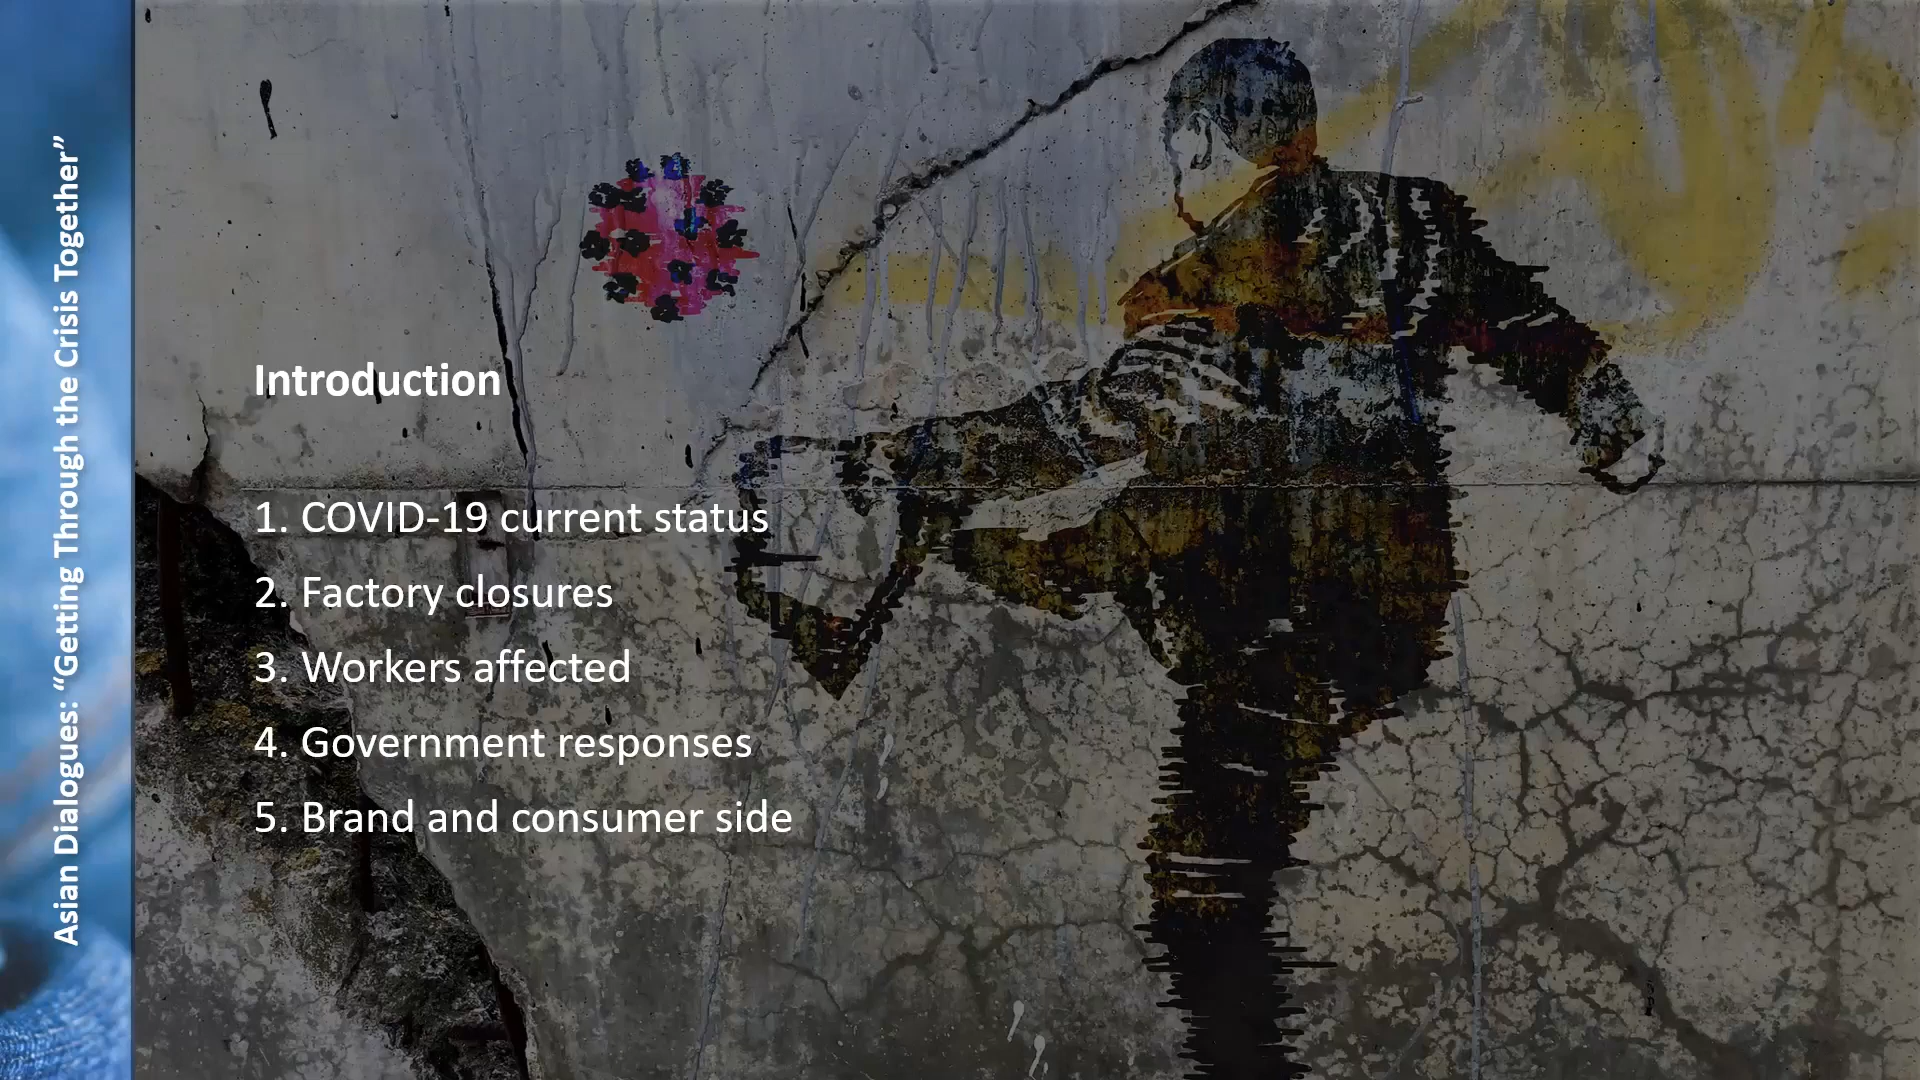 Asian Dialogues: “Getting Through the Crisis Together”
Introduction
1. COVID-19 current status
2. Factory closures
3. Workers affected
4. Government responses
5. Brand and consumer side